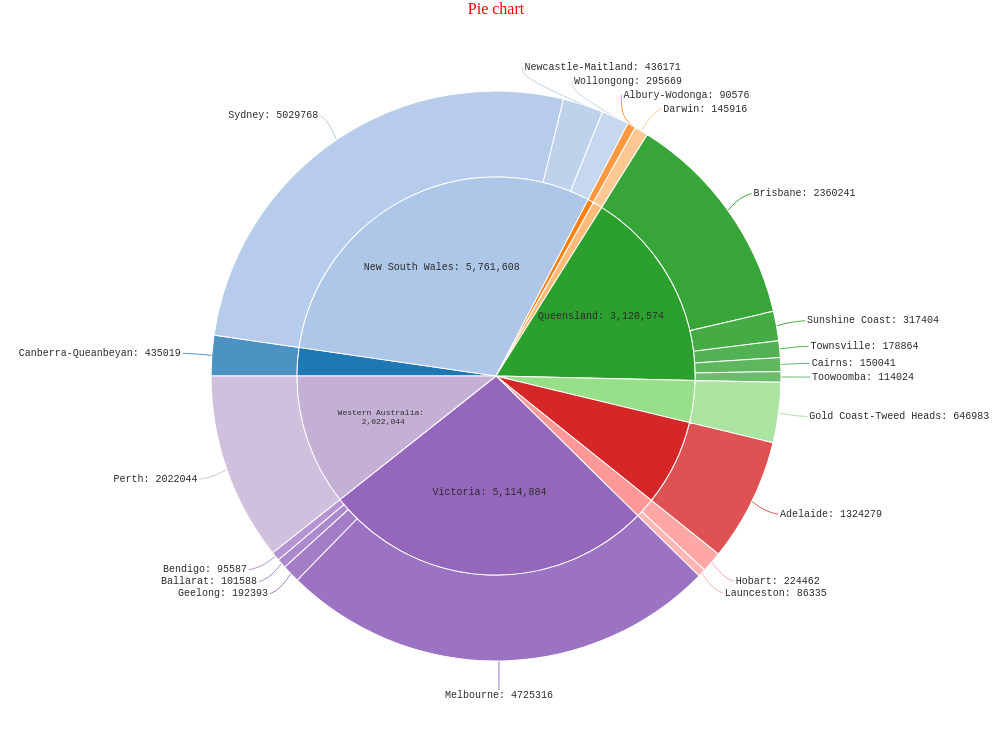 Pie chart
Newcastle-Maitland: 436171
Wollongong: 295669
Albury-Wodonga: 90576
Darwin: 145916
Sydney: 5029768
Brisbane: 2360241
New South Wales: 5,761,608
Queensland: 3,120,574
Sunshine Coast: 317404
Townsville: 178864
Canberra-Queanbeyan: 435019
Cairns: 150041
Toowoomba: 114024
Western Australia:
2,022,044
Gold Coast-Tweed Heads: 646983
Perth: 2022044
Victoria: 5,114,884
Adelaide: 1324279
Bendigo: 95587
Ballarat: 101588
Hobart: 224462
Geelong: 192393
Launceston: 86335
Melbourne: 4725316